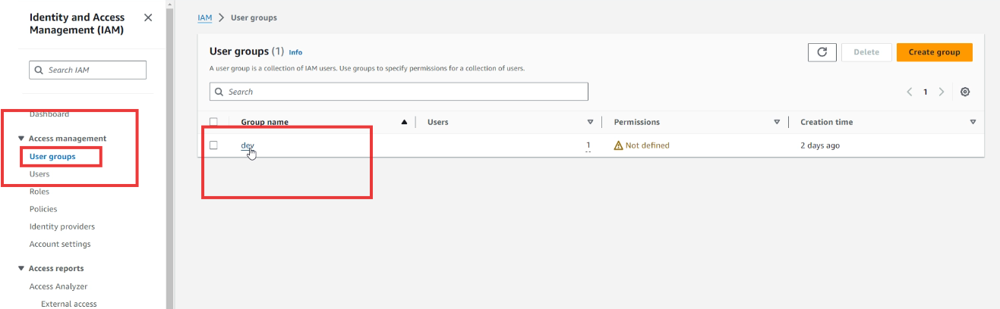 Identity and Access
Management (IAM)
Search IAM
Dashboard
Access management
User groups
Users
Roles
Policies
Identity providers
Account settings
Access reports
Access Analyzer
External access
IAM > User groups
User groups (1) Info
A user group is a collection of IAM users. Use groups to specify permissions for a collection of users.
Delete
Create group
Search
1
Group name Users Permissions Creation time
dev 1 Not defined 2 days ago